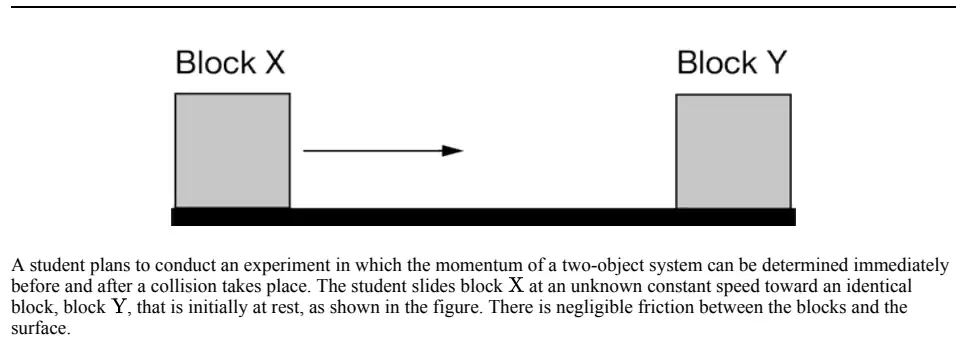 Block X
Block Y
A student plans to conduct an experiment in which the momentum of a two-object system can be determined immediately
before and after a collision takes place. The student slides block X at an unknown constant speed toward an identical
block, block Y, that is initially at rest, as shown in the figure. There is negligible friction between the blocks and the
surface.